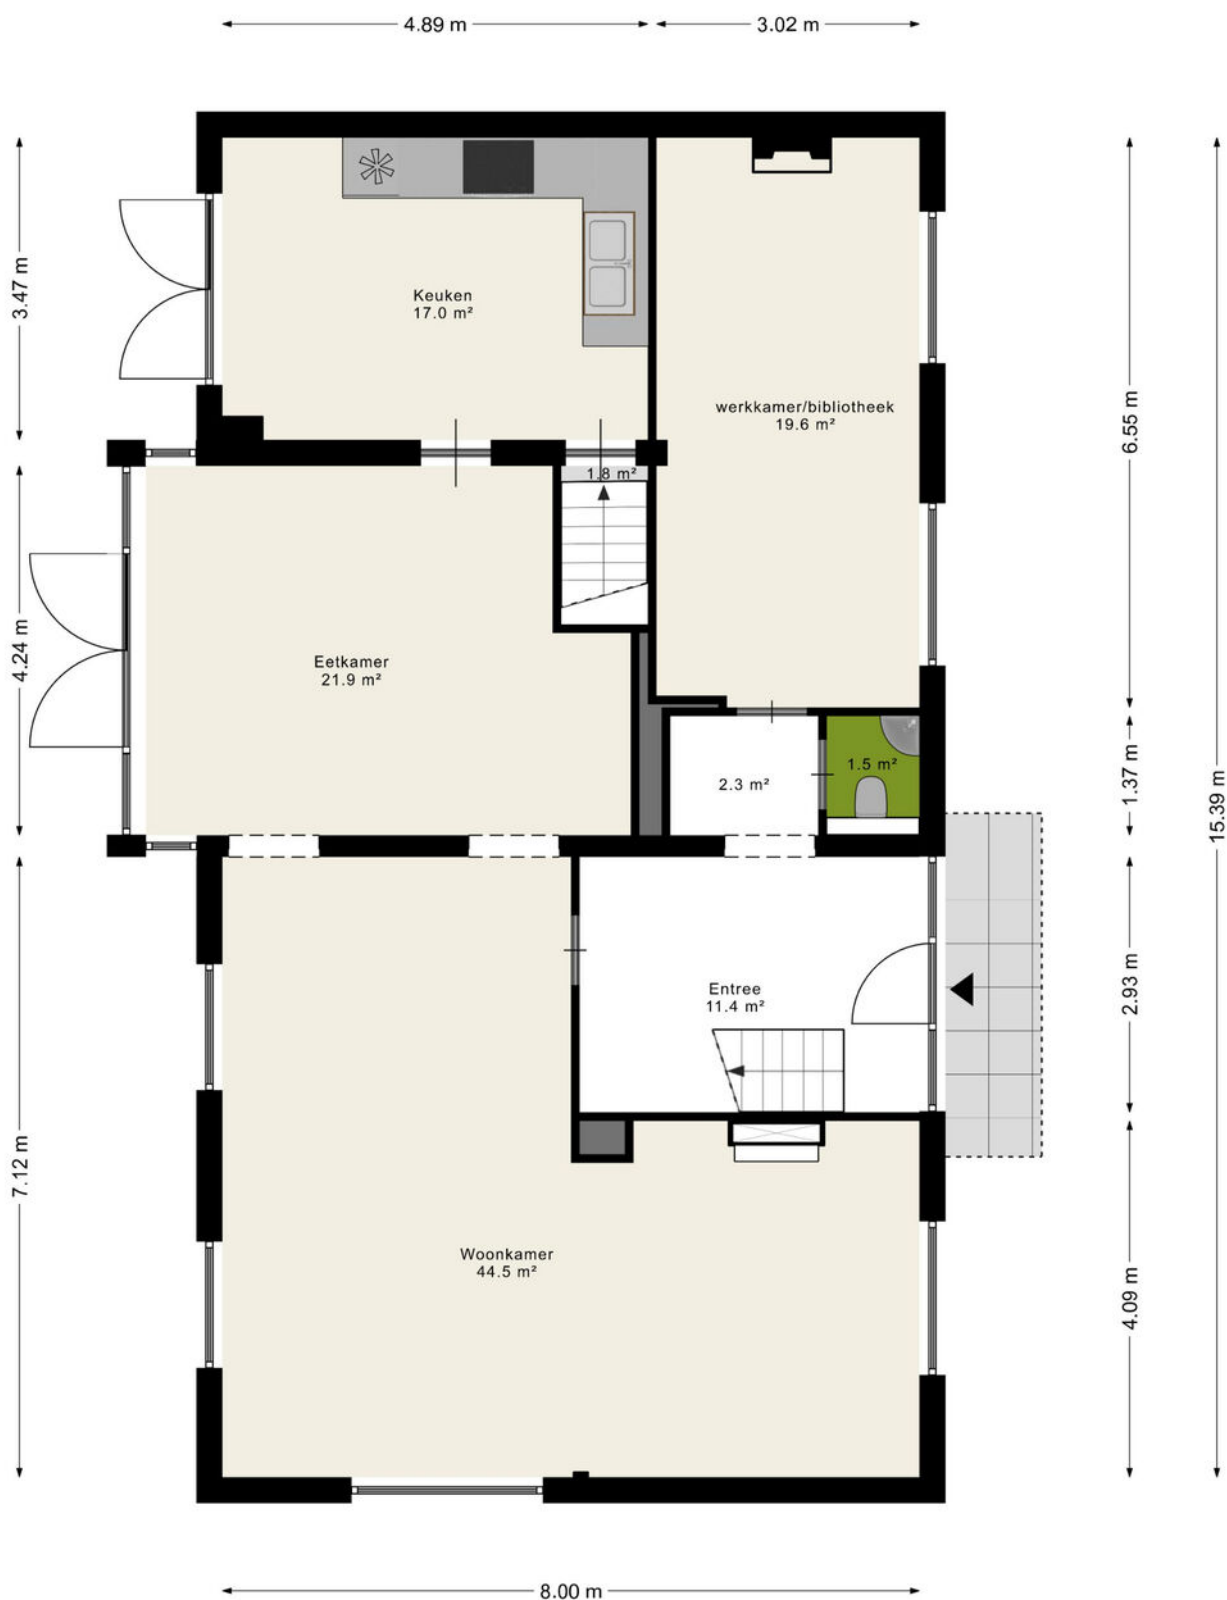 4.89 m
3.02 m
3.47 m
Keuken
17.0 m²
werkkamer/bibliotheek
19.6 m²
6.55 m
1.8 m²
4.24 m
Eetkamer
21.9 m²
2.3 m²
1.5 m²
1.37 m
15.39 m
Entree
11.4 m²
2.93 m
7.12 m
Woonkamer
44.5 m²
4.09 m
8.00 m